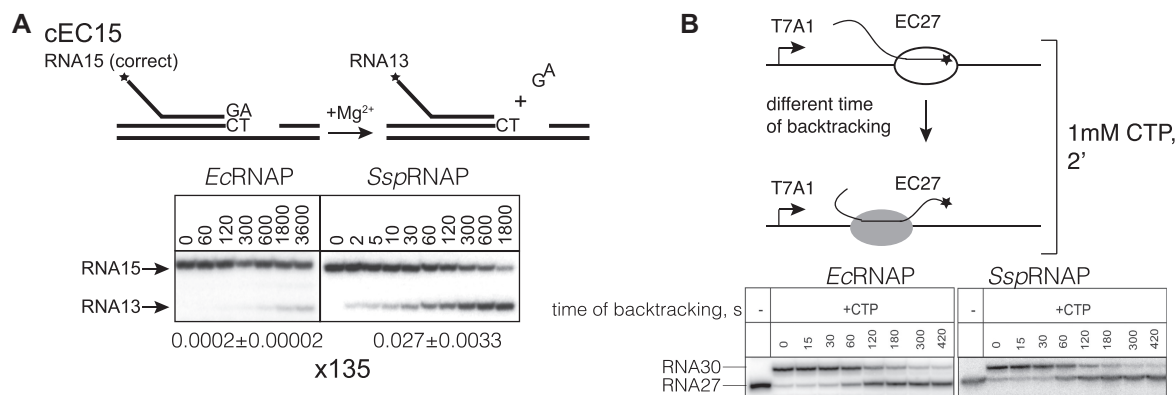 A
cEC15
RNA15 (correct)
RNA13
GA
CT
+Mg²⁺
+
GA
CT
EcRNAP
SspRNAP
0 60 120 300 600 1800 3600
0 2 5 10 30 60 120 300 600 1800
RNA15
RNA13
0.0002±0.00002
0.027±0.0033
x135
B
T7A1
EC27
different time
of backtracking
1mM CTP,
2'
T7A1
EC27
EcRNAP
SspRNAP
time of backtracking, s
- +CTP
- +CTP
0 15 30 60 120 180 300 420
0 15 30 60 120 180 300 420
RNA30
RNA27